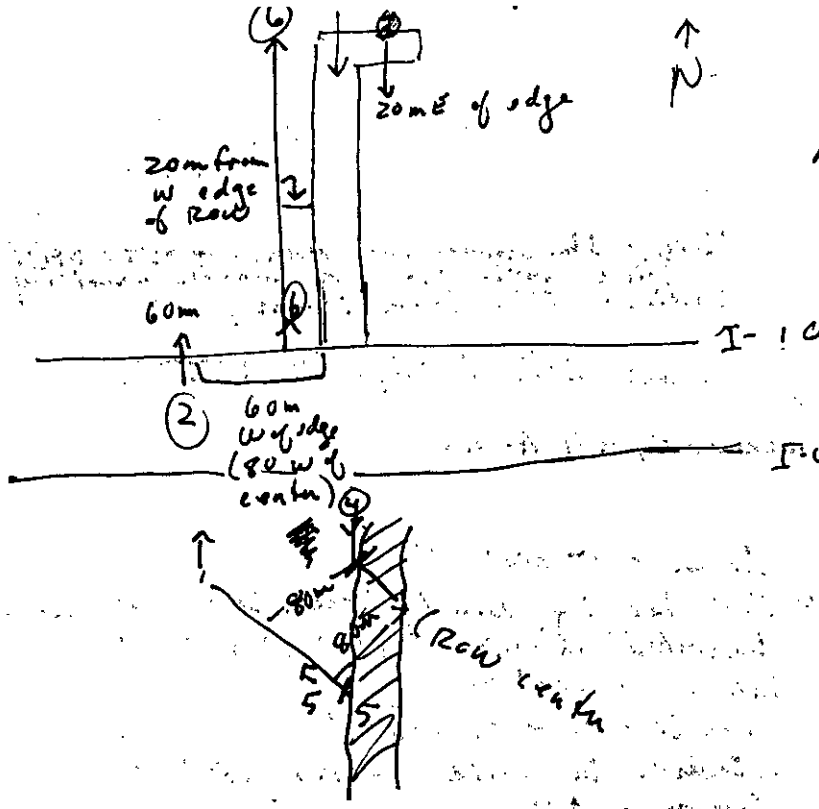 6
N
20m E of edge
20m from
W edge
of ROW
6
60m
I-10
2
60m
W of edge
(80 W of
center)
4
80m
80m
(ROW center
5
5
5